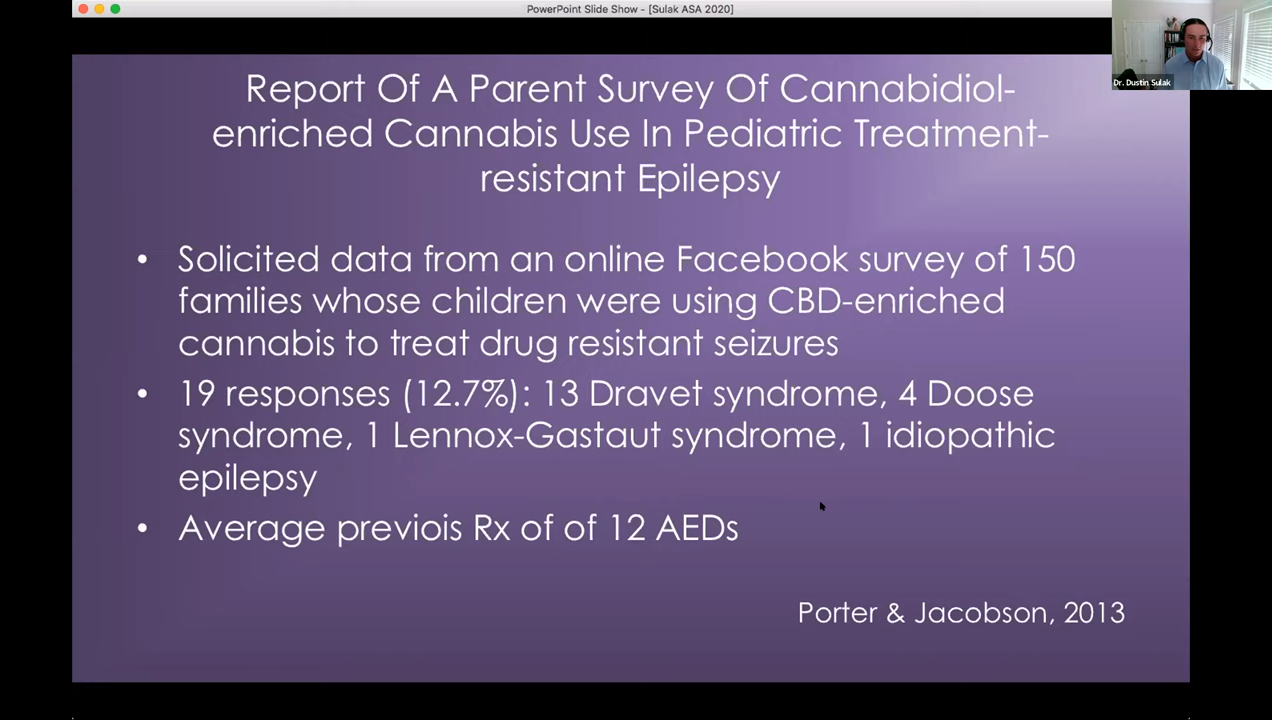 PowerPoint Slide Show - [Sulak ASA 2020]
Dr. Dustin Sulak
Report Of A Parent Survey Of Cannabidiol-
enriched Cannabis Use In Pediatric Treatment-
resistant Epilepsy
• Solicited data from an online Facebook survey of 150
families whose children were using CBD-enriched
cannabis to treat drug resistant seizures
• 19 responses (12.7%): 13 Dravet syndrome, 4 Doose
syndrome, 1 Lennox-Gastaut syndrome, 1 idiopathic
epilepsy
• Average previois Rx of of 12 AEDs
Porter & Jacobson, 2013